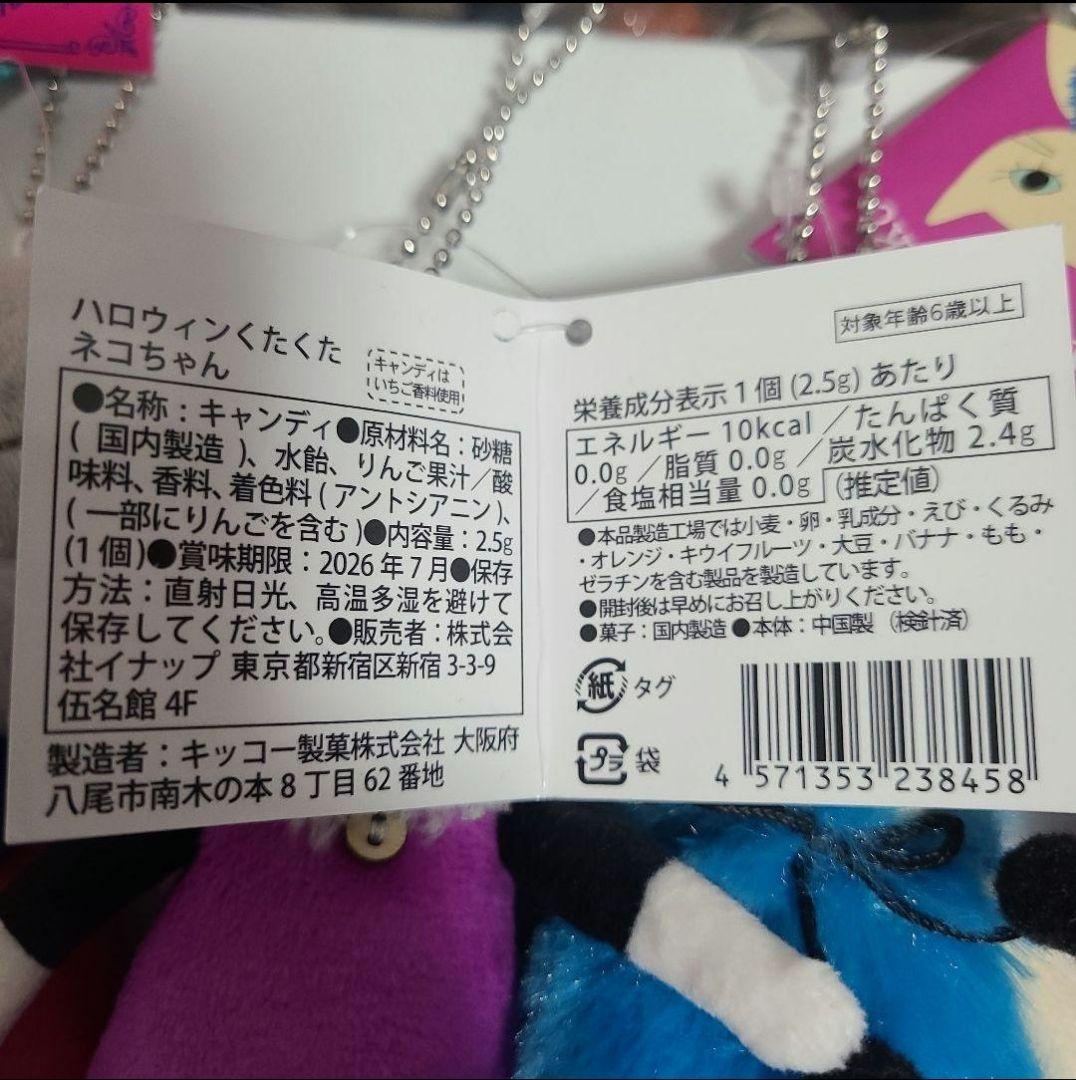 ハロウィンくたくた
ネコちゃん
キャンディは
いちご香料使用
●名称：キャンディ●原材料名：砂糖
(国内製造)、水飴、りんご果汁／酸
味料、香料、着色料(アントシアニン)、
(一部にりんごを含む)●内容量：2.5g
(1個)●賞味期限：2026年7月●保存
方法：直射日光、高温多湿を避けて
保存してください。●販売者：株式会
社イナップ 東京都新宿区新宿3-3-9
伍名館4F
製造者：キッコー製菓株式会社 大阪府
八尾市南木の本8丁目62番地
対象年齢6歳以上
栄養成分表示1個(2.5g)あたり
エネルギー 10kcal／たんぱく質
0.0g／脂質 0.0g／炭水化物 2.4g
／食塩相当量 0.0g (推定値)
●本品製造工場では小麦・卵・乳成分・えび・くるみ
・オレンジ・キウイフルーツ・大豆・バナナ・もも・
ゼラチンを含む製品を製造しています。
●開封後は早めにお召し上がりください。
●菓子：国内製造 ●本体：中国製 (検針済)
紙 タグ
プラ 袋
4 571353 238458